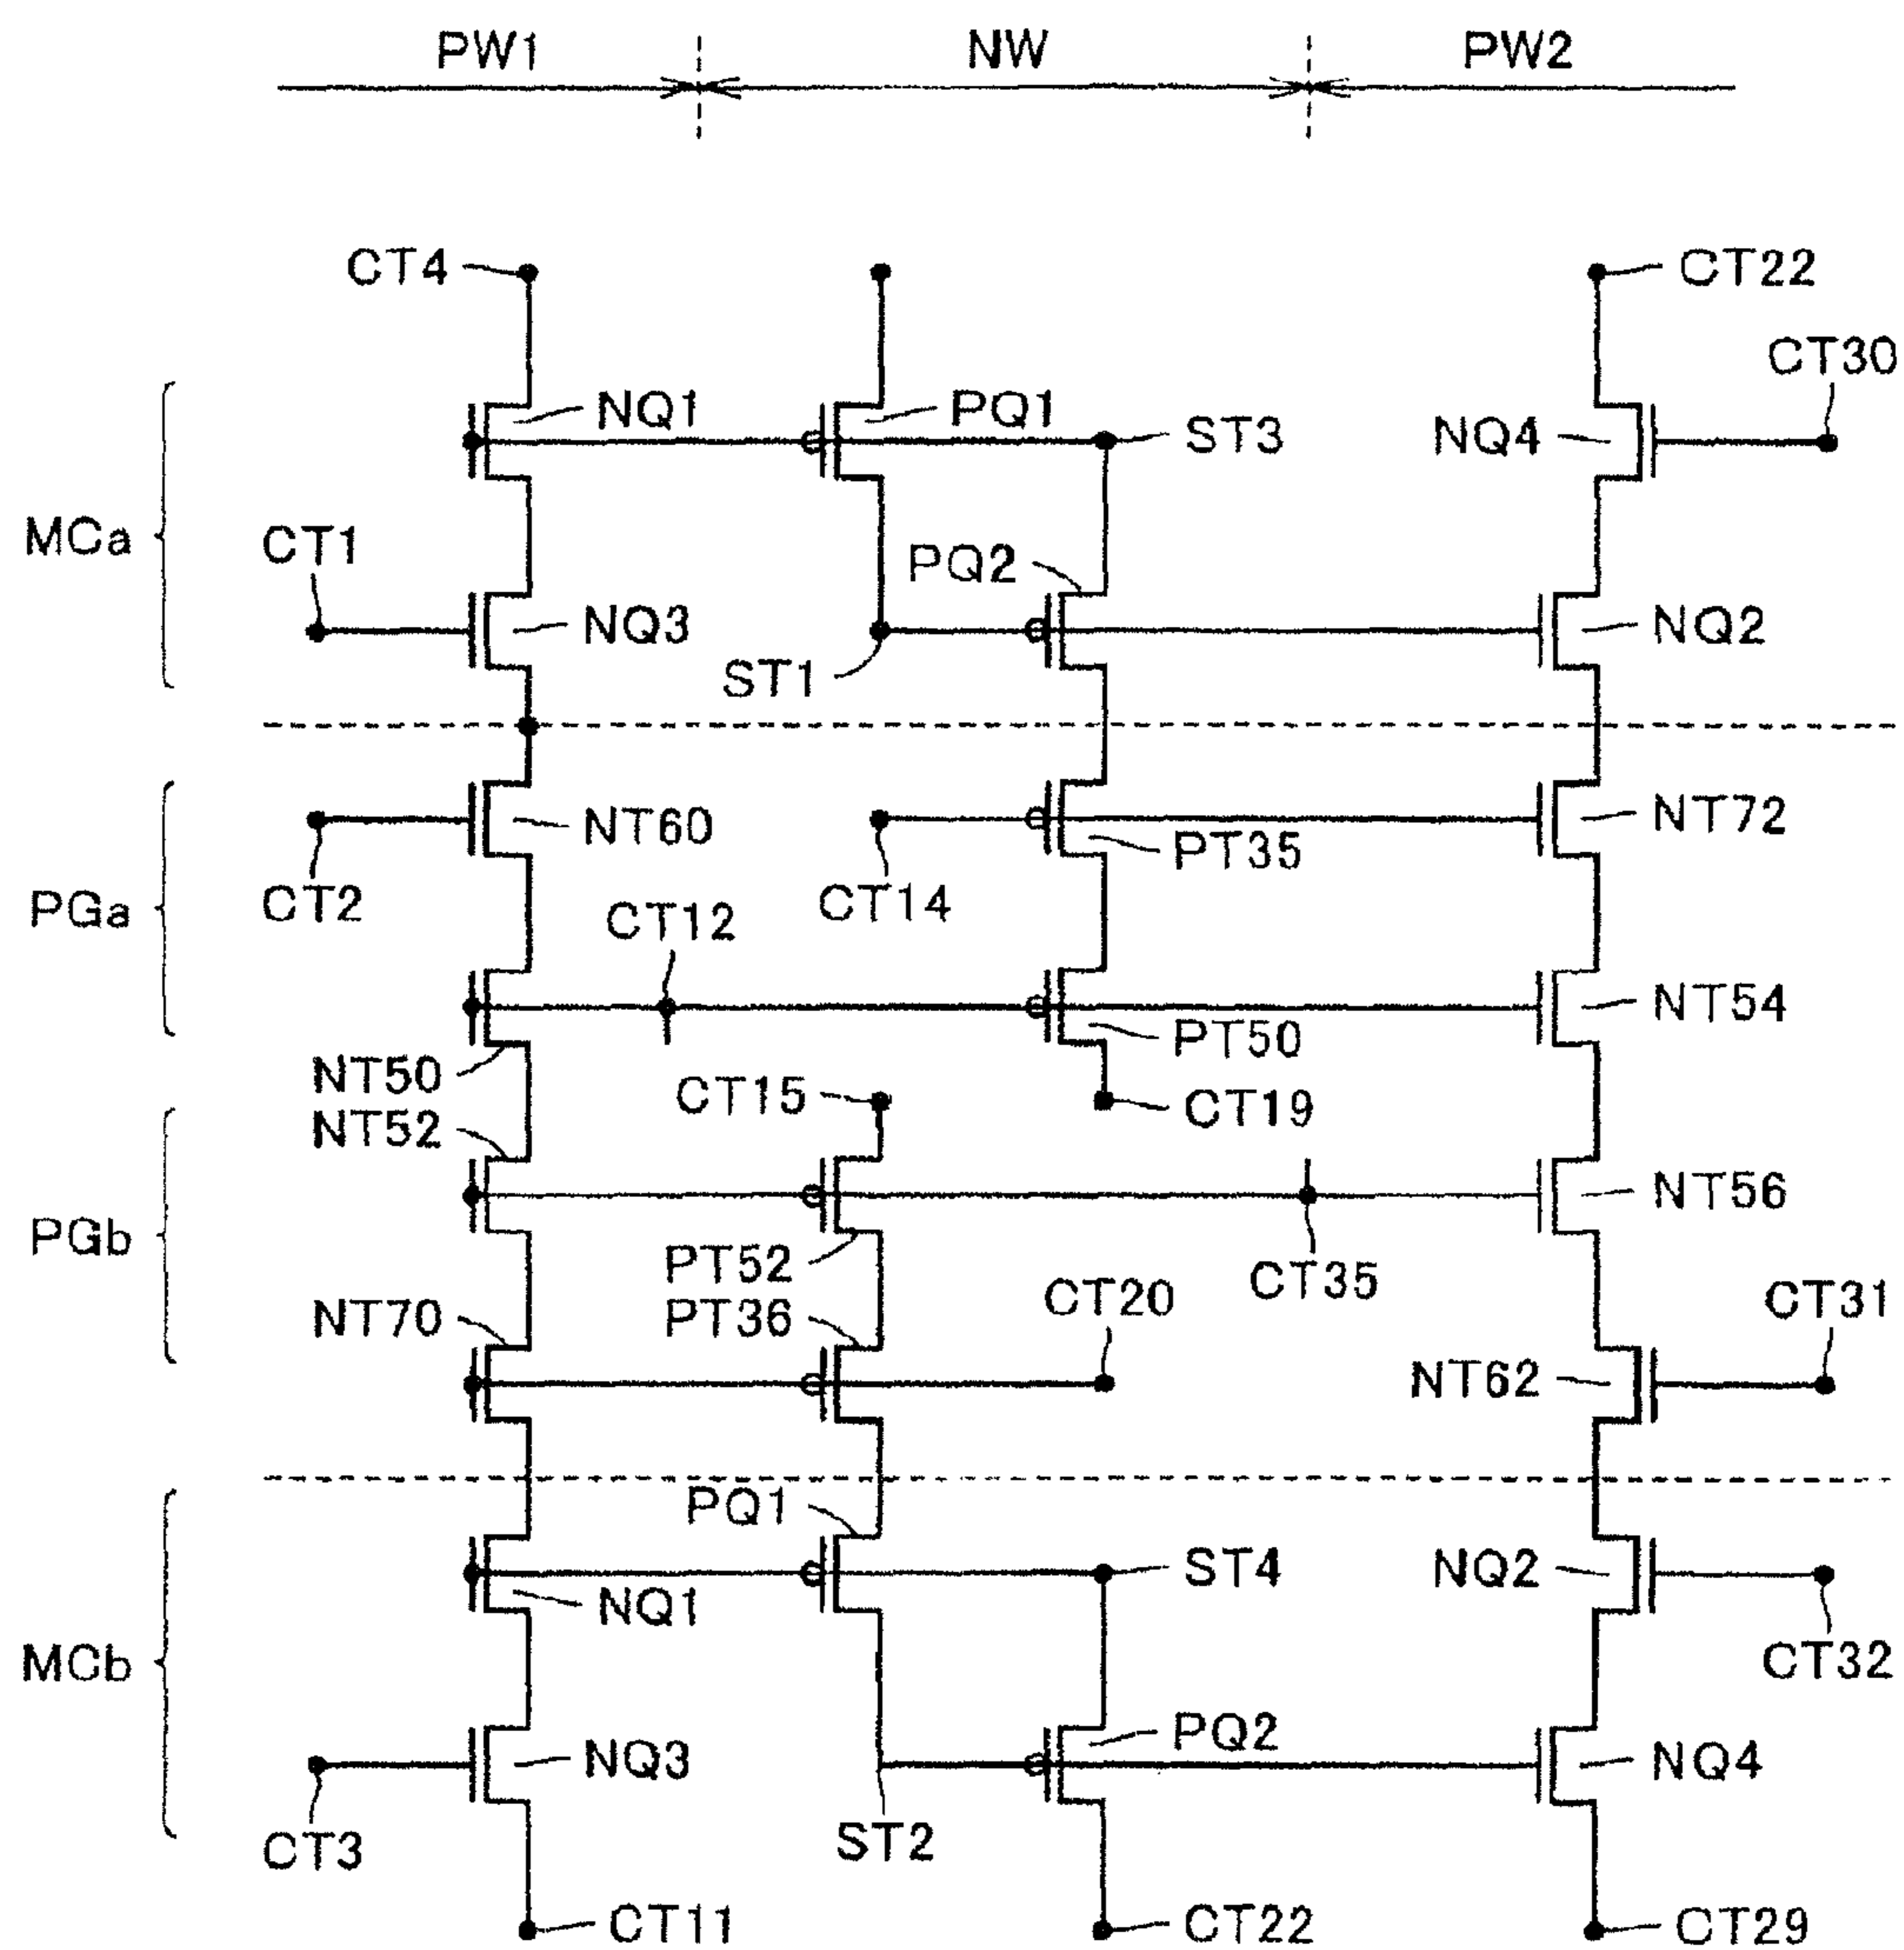 PW1 NW PW2
CT4 CT22
CT30
NQ1 PQ1 ST3 NQ4
MCa
CT1 PQ2
NQ3 NQ2
ST1
NT60 NT72
PT35
PGa CT2 CT14
CT12
NT54
PT50
NT50 CT15 CT19
NT52
NT56
PGb PT52 CT35
NT70 PT36 CT20 CT31
NT62
PQ1
ST4 NQ2
NQ1
MCb CT32
NQ3 PQ2 NQ4
CT3 ST2
CT11 CT22 CT29